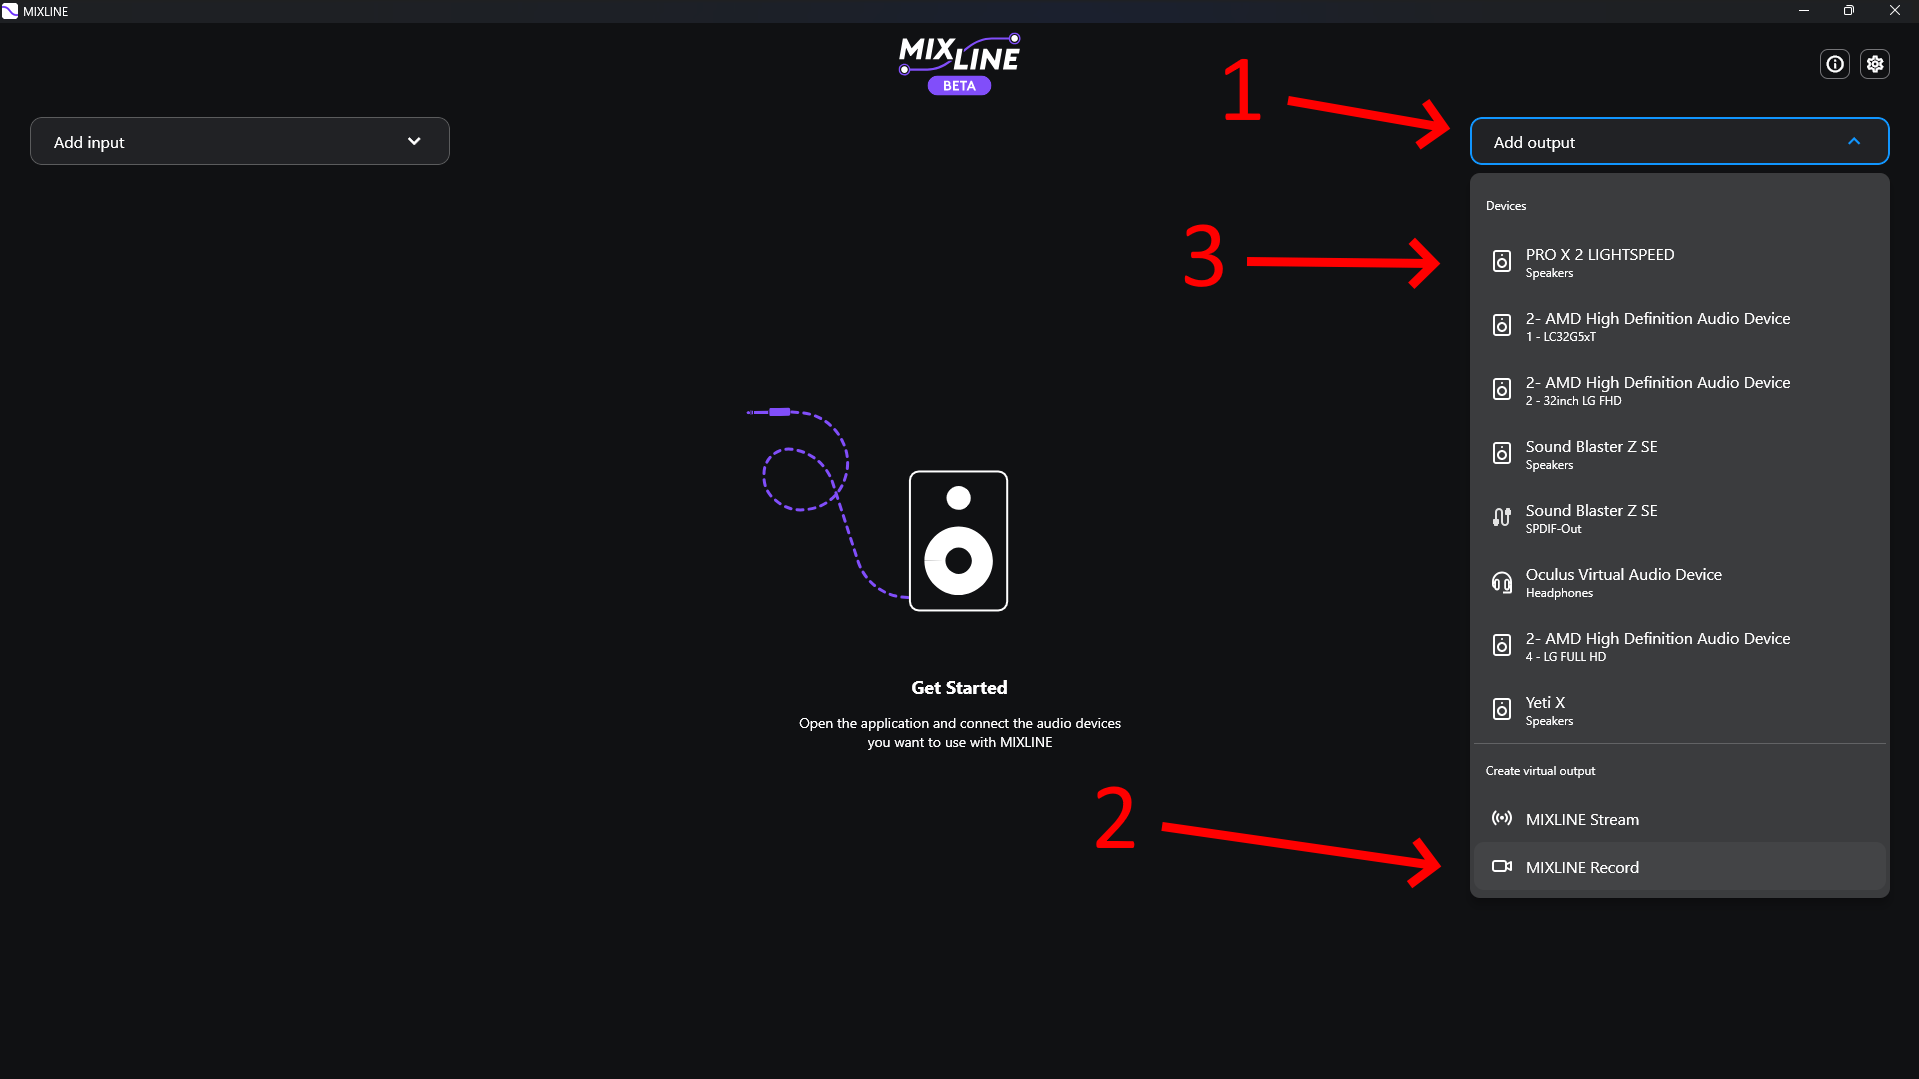 MIXLINE
MIXLINE
BETA
1
Add input
Add output
Devices
3
PRO X 2 LIGHTSPEED
Speakers
2- AMD High Definition Audio Device
1 - LC32G5xT
2- AMD High Definition Audio Device
2 - 32inch LG FHD
Sound Blaster Z SE
Speakers
Sound Blaster Z SE
SPDIF-Out
Oculus Virtual Audio Device
Headphones
2- AMD High Definition Audio Device
4 - LG FULL HD
Get Started
Yeti X
Speakers
Open the application and connect the audio devices
you want to use with MIXLINE
Create virtual output
2
MIXLINE Stream
MIXLINE Record